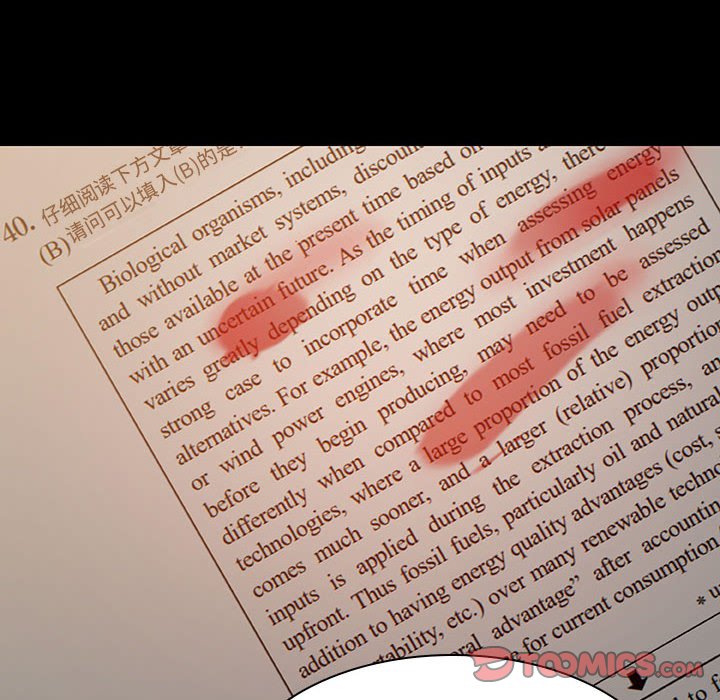 40. 仔细阅读下方文章
(B)请问可以填入(B)的是
Biological organisms, including
and without market systems, discount
those available at the present time based on
with an uncertain future. As the timing of inputs a
varies greatly depending on the type of energy, there
strong case to incorporate time when assessing energy
alternatives. For example, the energy output from solar panels
or wind power engines, where most investment happens
before they begin producing, may need to be assessed
differently when compared to most fossil fuel extraction
technologies, where a large proportion of the energy outp
comes much sooner, and a larger (relative) proportion
inputs is applied during the extraction process, an
upfront. Thus fossil fuels, particularly oil and natural
addition to having energy quality advantages (cost, s
tability, etc.) over many renewable techno
ral advantage” after accountin
for current consumption
* u
to f
TOOMICS.COM